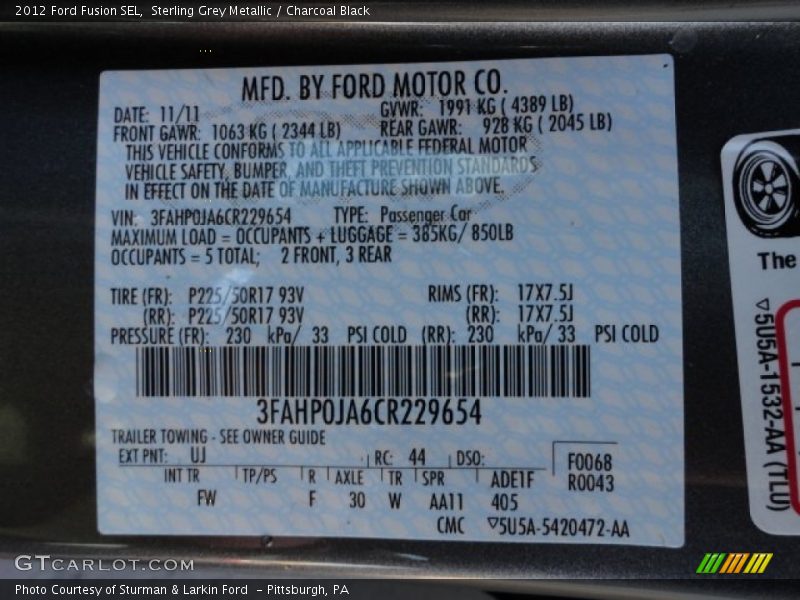 2012 Ford Fusion SEL,  Sterling Grey Metallic / Charcoal Black
MFD. BY FORD MOTOR CO.
DATE: 11/11 GVWR: 1991 KG ( 4389 LB)
FRONT GAWR: 1063 KG ( 2344 LB) REAR GAWR: 928 KG ( 2045 LB)
THIS VEHICLE CONFORMS TO ALL APPLICABLE FEDERAL MOTOR
VEHICLE SAFETY, BUMPER, AND THEFT PREVENTION STANDARDS
IN EFFECT ON THE DATE OF MANUFACTURE SHOWN ABOVE.
VIN: 3FAHP0JA6CR229654 TYPE: Passenger Car
MAXIMUM LOAD = OCCUPANTS + LUGGAGE = 385KG/ 850LB
OCCUPANTS = 5 TOTAL; 2 FRONT, 3 REAR
TIRE (FR): P225/50R17 93V RIMS (FR): 17X7.5J
(RR): P225/50R17 93V (RR): 17X7.5J
PRESSURE (FR): 230 kPa/ 33 PSI COLD (RR): 230 kPa/ 33 PSI COLD
3FAHP0JA6CR229654
TRAILER TOWING - SEE OWNER GUIDE
EXT PNT: UJ RC: 44 DSO: F0068
INT TR TP/PS R AXLE TR SPR ADE1F R0043
FW F 30 W AA11 405
CMC ▽5U5A-5420472-AA
The
▽5U5A-1532-AA (TLU)
GTCARLOT.COM
Photo Courtesy of Sturman & Larkin Ford  - Pittsburgh, PA